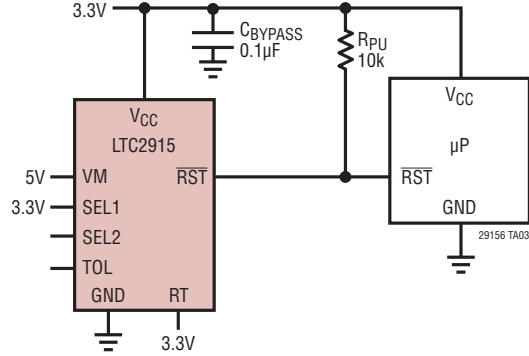 3.3V
CBYPASS
0.1µF
RPU
10k
VCC
LTC2915
VCC
µP
5V
VM
RST
RST
3.3V
SEL1
SEL2
GND
29156 TA03
TOL
GND
RT
3.3V